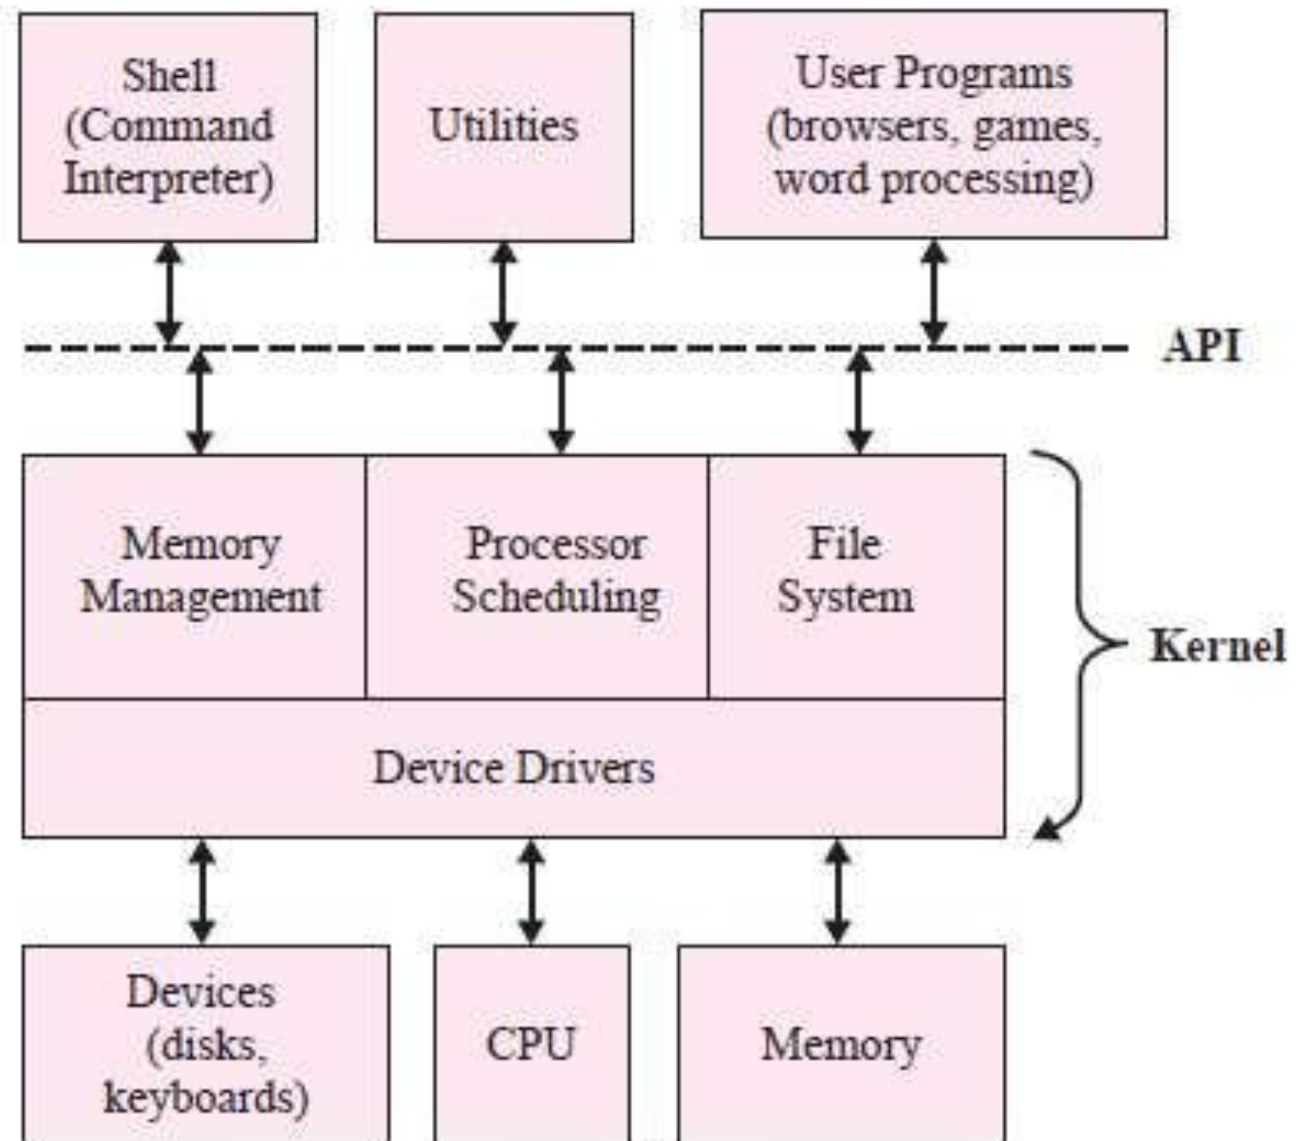 Shell
(Command
Interpreter)
Utilities
User Programs
(browsers, games,
word processing)
API
Memory
Management
Processor
Scheduling
File
System
Kernel
Device Drivers
Devices
(disks,
keyboards)
CPU
Memory